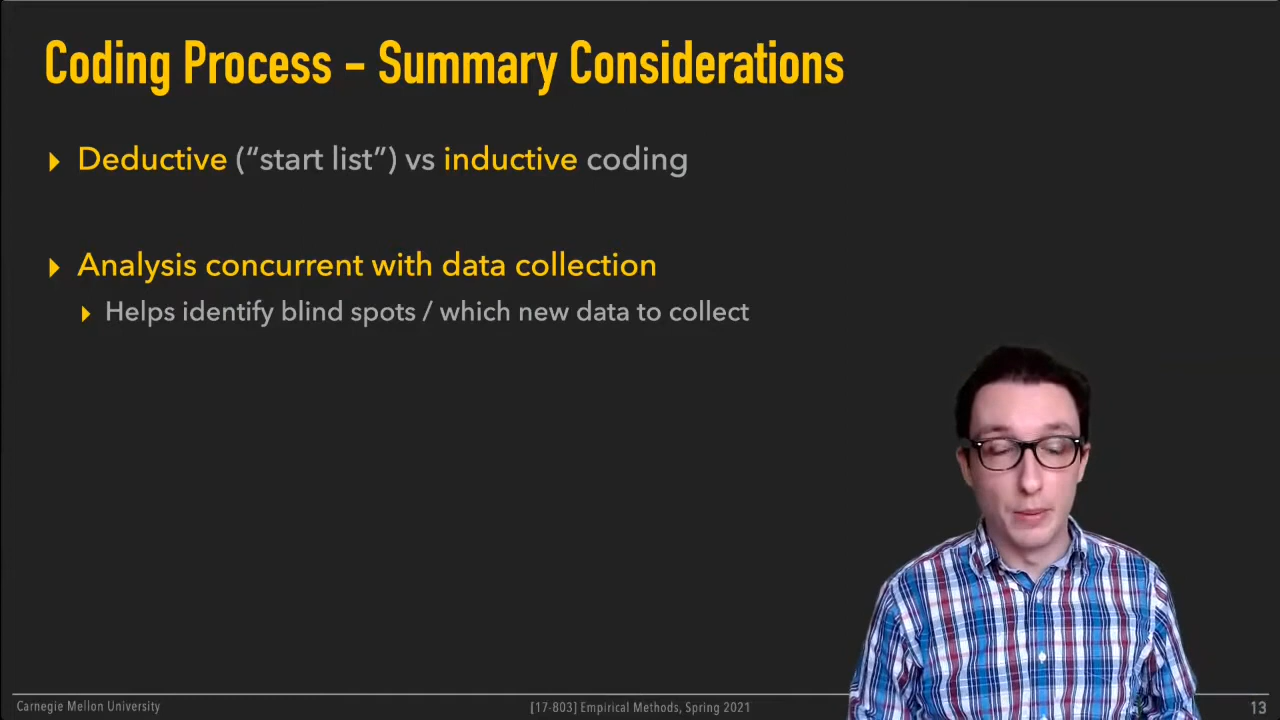 Coding Process – Summary Considerations
Deductive (“start list”) vs inductive coding
Analysis concurrent with data collection
Helps identify blind spots / which new data to collect
Carnegie Mellon University
[17-803] Empirical Methods, Spring 2021
13